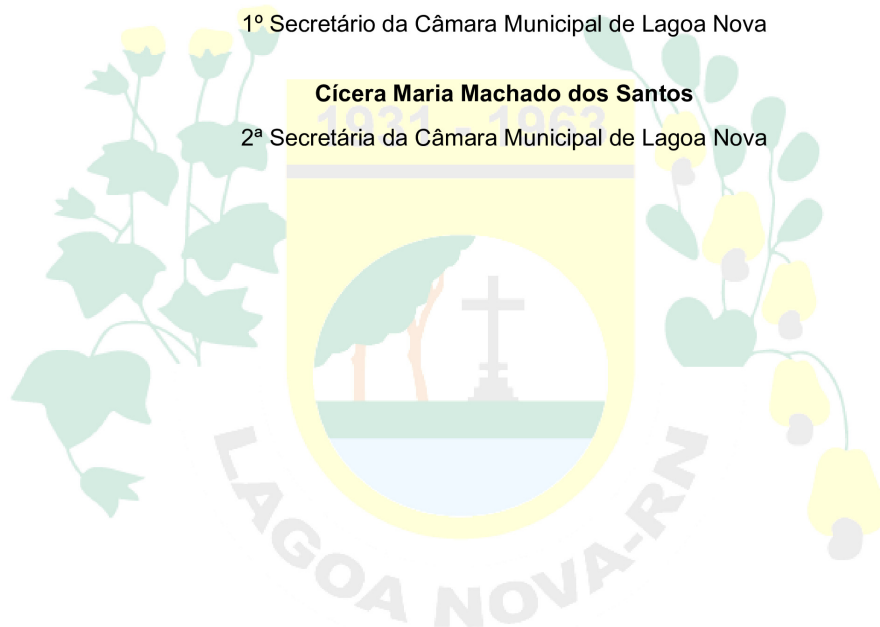 1º Secretário da Câmara Municipal de Lagoa Nova
Cícera Maria Machado dos Santos
1931 - 1963
2ª Secretária da Câmara Municipal de Lagoa Nova
LAGOA NOVA-RN